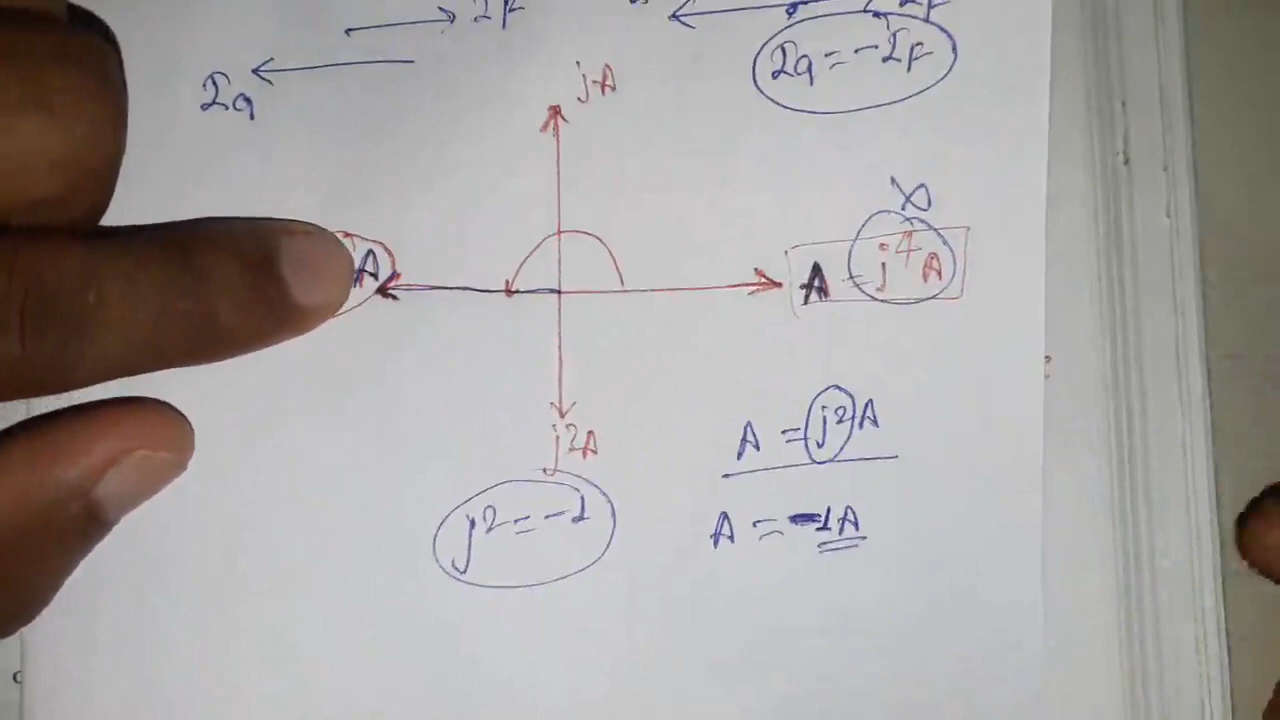 Ia
Ia = -If
jA
A
A = j4A
j2A
A = j2A
j2 = -1
A = -1A